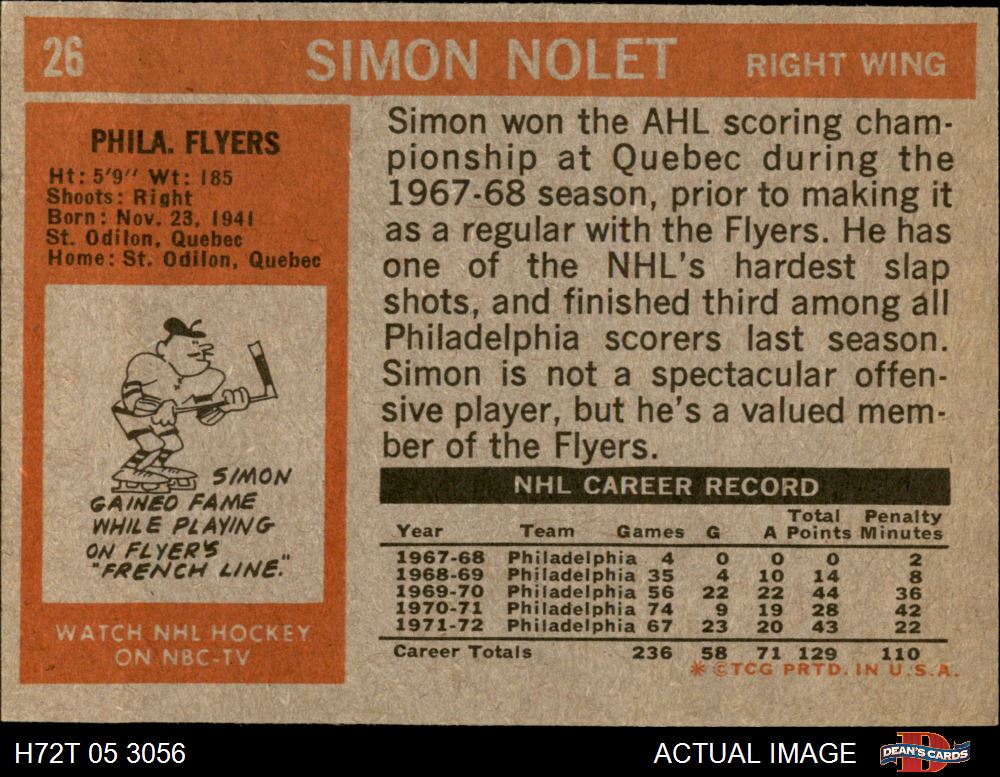 26 SIMON NOLET RIGHT WING
PHILA. FLYERS
Ht: 5'9" Wt: 185
Shoots: Right
Born: Nov. 23, 1941
St. Odilon, Quebec
Home: St. Odilon, Quebec
SIMON
GAINED FAME
WHILE PLAYING
ON FLYER'S
"FRENCH LINE."
WATCH NHL HOCKEY
ON NBC-TV
Simon won the AHL scoring cham-
pionship at Quebec during the
1967-68 season, prior to making it
as a regular with the Flyers. He has
one of the NHL's hardest slap
shots, and finished third among all
Philadelphia scorers last season.
Simon is not a spectacular offen-
sive player, but he's a valued mem-
ber of the Flyers.
NHL CAREER RECORD
Total Penalty
Year Team Games G A Points Minutes
1967-68 Philadelphia 4 0 0 0 2
1968-69 Philadelphia 35 4 10 14 8
1969-70 Philadelphia 56 22 22 44 36
1970-71 Philadelphia 74 9 19 28 42
1971-72 Philadelphia 67 23 20 43 22
Career Totals 236 58 71 129 110
* ©TCG PRTD. IN U.S.A.
H72T 05 3056 ACTUAL IMAGE DEAN'S CARDS